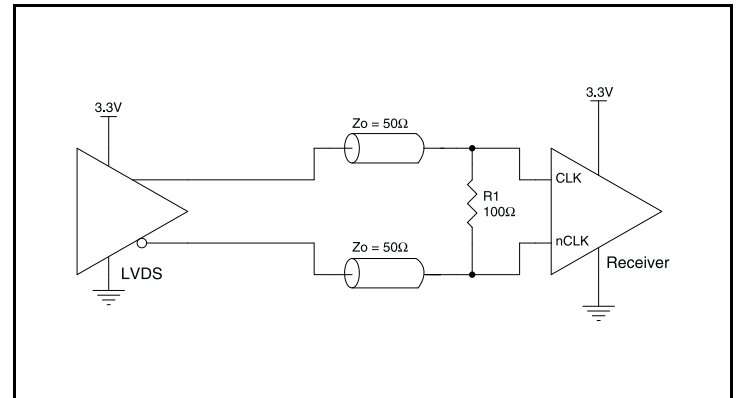 3.3V
3.3V
Zo = 50Ω
CLK
R1
100Ω
nCLK
Zo = 50Ω
Receiver
LVDS